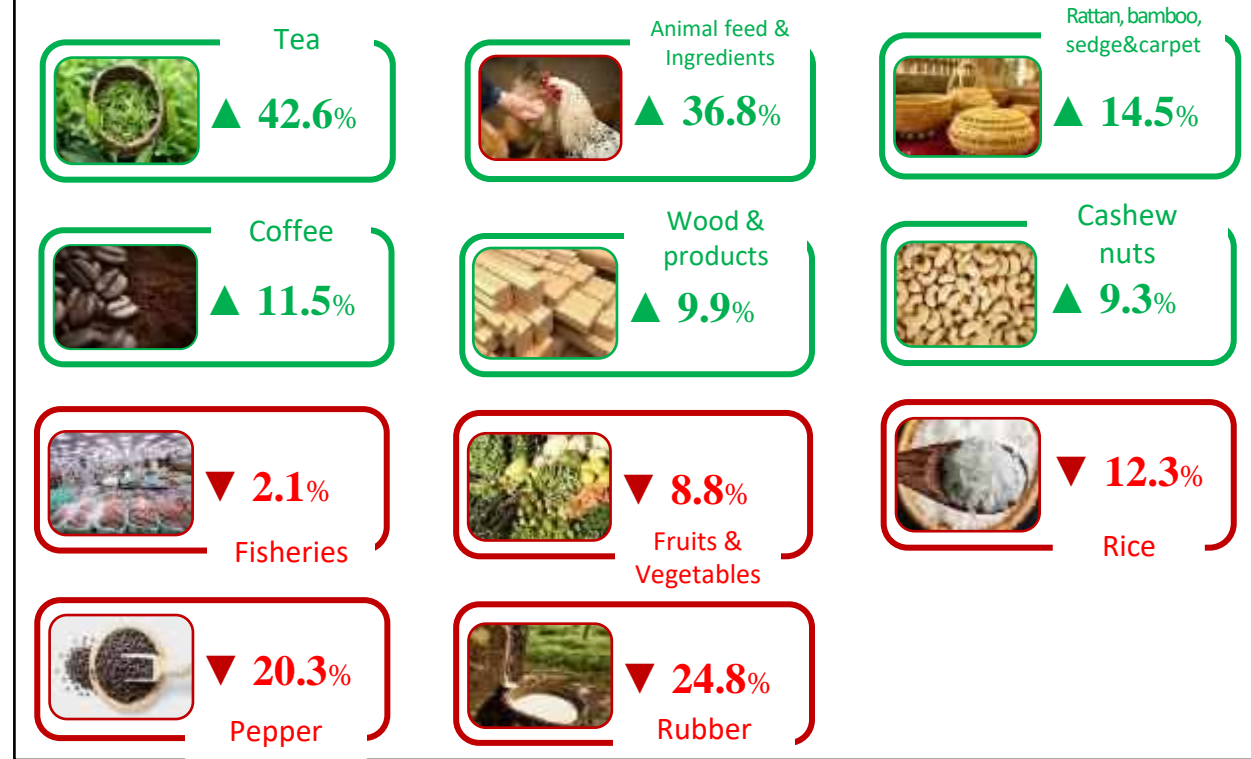 Tea
▲ 42.6%
Animal feed &
Ingredients
▲ 36.8%
Rattan, bamboo,
sedge&carpet
▲ 14.5%
Coffee
▲ 11.5%
Wood &
products
▲ 9.9%
Cashew
nuts
▲ 9.3%
▼ 2.1%
Fisheries
▼ 8.8%
Fruits &
Vegetables
▼ 12.3%
Rice
▼ 20.3%
Pepper
▼ 24.8%
Rubber